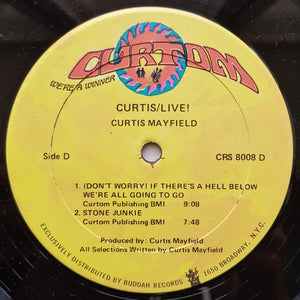 CURTOM
WE'RE A WINNER
CURTIS/LIVE!
CURTIS MAYFIELD
Side D
CRS 8008 D
1. (DON'T WORRY) IF THERE'S A HELL BELOW
WE'RE ALL GOING TO GO
Curtom Publishing BMI 9:08
2. STONE JUNKIE
Curtom Publishing BMI 7:48
Produced by: Curtis Mayfield
All Selections Written by Curtis Mayfield
EXCLUSIVELY DISTRIBUTED BY BUDDAH RECORDS 1650 BROADWAY, N.Y.C.